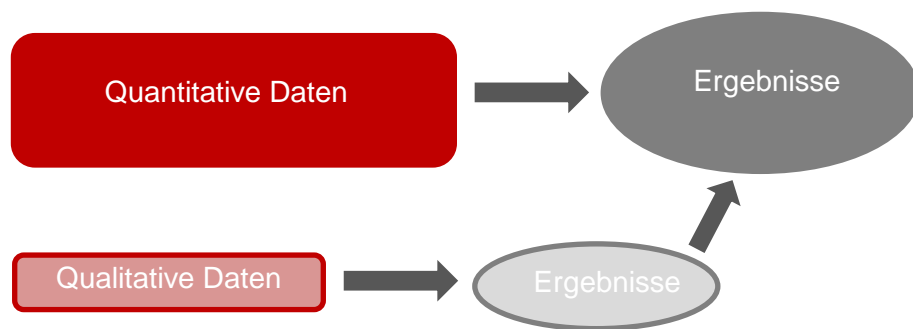 Quantitative Daten
Ergebnisse
Qualitative Daten
Ergebnisse